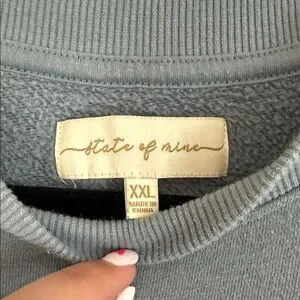 state of mine
XXL
MADE IN
CHINA